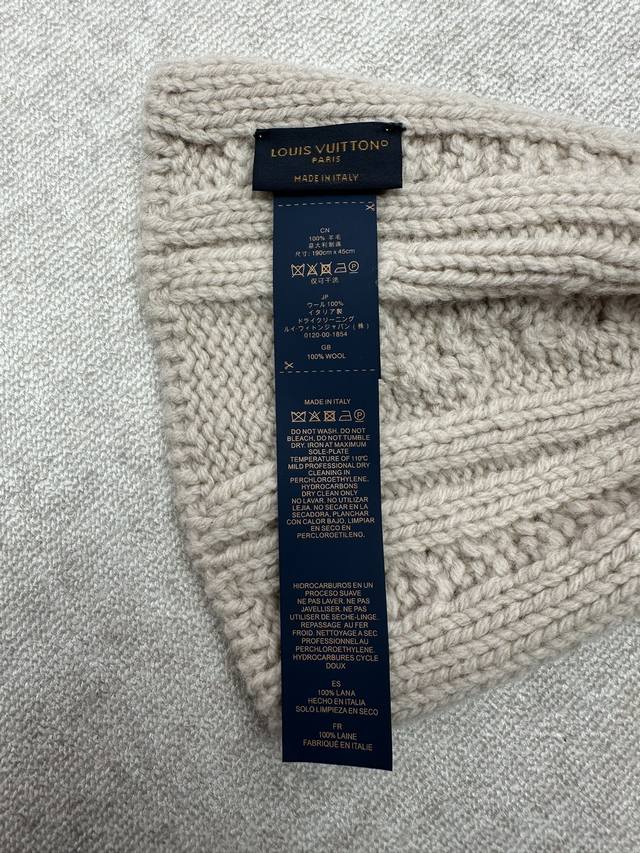 LOUIS VUITTON
PARIS
MADE IN ITALY
CN
100% 羊毛
意大利制造
尺寸: 190cm x 45cm
仅可干洗
JP
ウール 100%
イタリア製
ドライクリーニング
ルイ·ヴィトンジャパン (株)
0120-00-1854
GB
100% WOOL
MADE IN ITALY
DO NOT WASH. DO NOT
BLEACH. DO NOT TUMBLE
DRY. IRON AT MAXIMUM
SOLE-PLATE
TEMPERATURE OF 110℃
MILD PROFESSIONAL DRY
CLEANING IN
PERCHLOROETHYLENE.
HYDROCARBONS
DRY CLEAN ONLY
NO LAVAR. NO UTILIZAR
LEJIA. NO SECAR EN LA
SECADORA, PLANCHAR
CON CALOR BAJO. LIMPIAR
EN SECO EN
PERCLOROETILENO.
HIDROCARBUROS EN UN
PROCESO SUAVE
NE PAS LAVER. NE PAS
JAVELLISER. NE PAS
UTILISER DE SECHE-LINGE.
REPASSAGE AU FER
FROID. NETTOYAGE A SEC
PROFESSIONNEL AU
PERCHLOROETHYLENE.
HYDROCARBURES CYCLE
DOUX
ES
100% LANA
HECHO EN ITALIA
SOLO LIMPIEZA EN SECO
FR
100% LAINE
FABRIQUÉ EN ITALIE